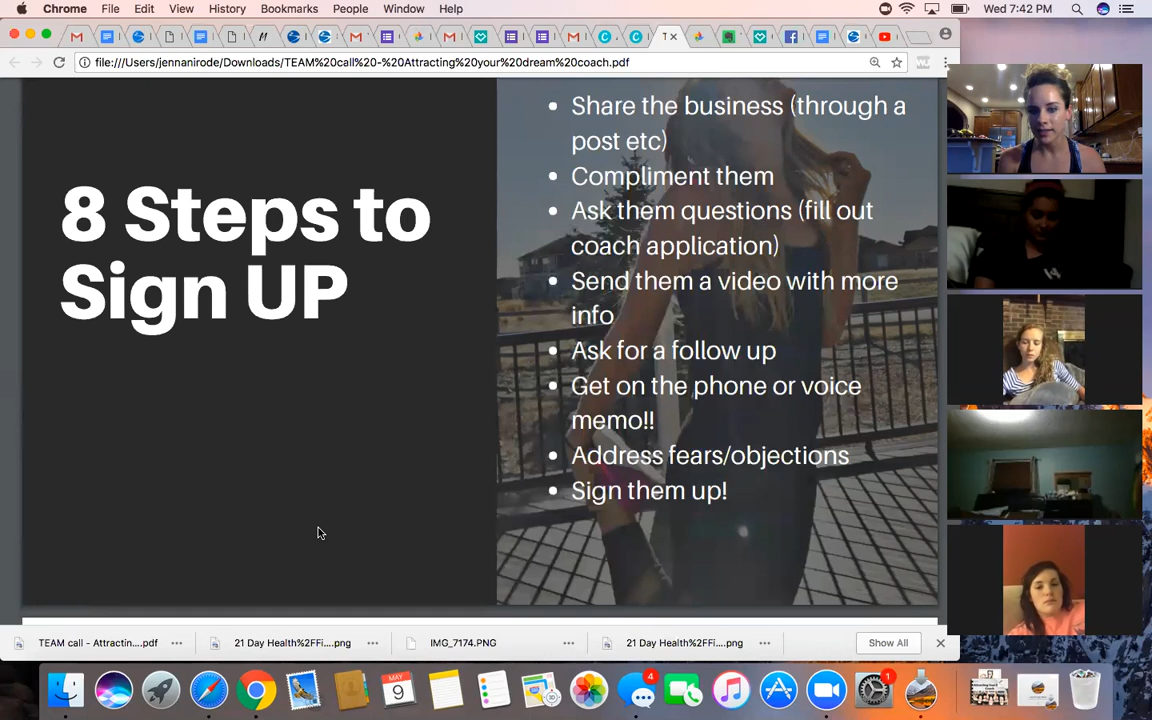 Chrome File Edit View History Bookmarks People Window Help
Wed 7:42 PM
file:///Users/jennanirode/Downloads/TEAM%20call%20-%20Attracting%20your%20dream%20coach.pdf
8 Steps to
Sign UP
Share the business (through a
post etc)
Compliment them
Ask them questions (fill out
coach application)
Send them a video with more
info
Ask for a follow up
Get on the phone or voice
memo!!
Address fears/objections
Sign them up!
TEAM call - Attractin....pdf
21 Day Health%2FFi....png
IMG_7174.PNG
21 Day Health%2FFi....png
Show All
MAY
9
4
1